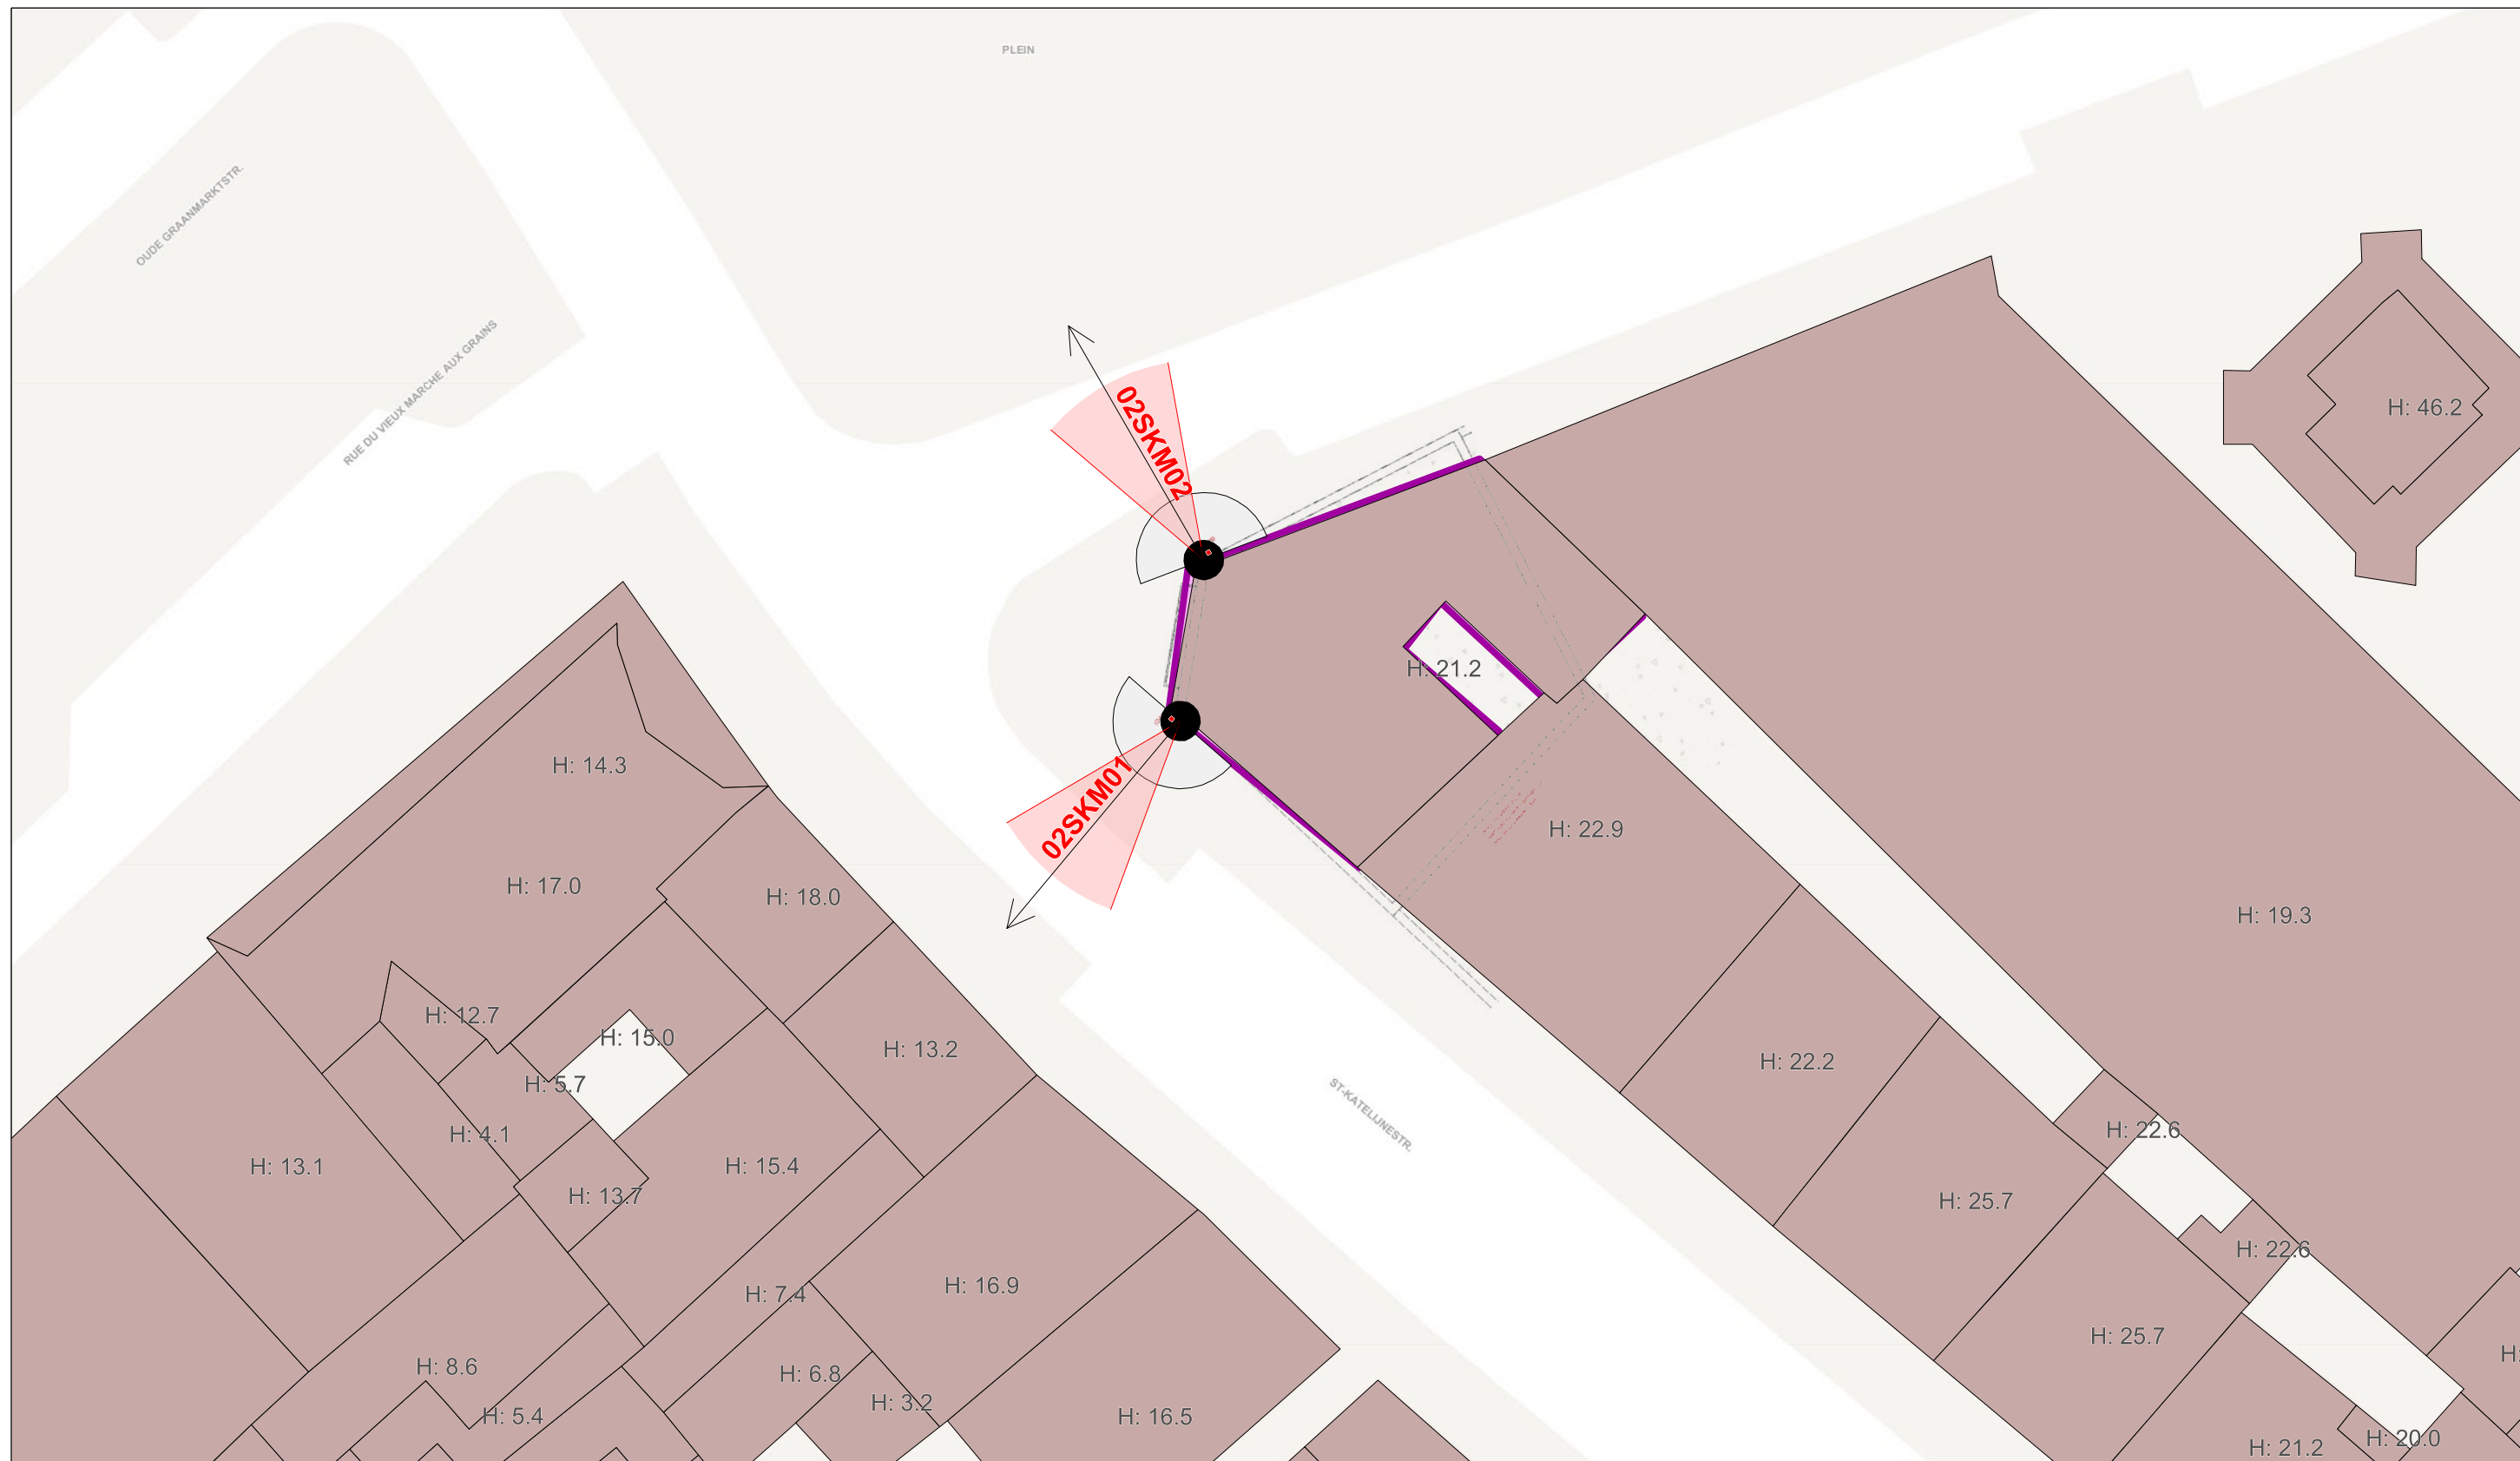 PLEIN
OUDE GRAANMARKTSTR.
RUE DU VIEUX MARCHE AUX GRAINS
02SKM02
H: 46.2
H: 21.2
H: 14.3
02SKM01
H: 22.9
H: 17.0
H: 18.0
H: 19.3
H: 12.7
H: 15.0
H: 13.2
H: 22.2
H: 5.7
ST-KATELIJNESTR.
H: 4.1
H: 22.6
H: 13.1
H: 15.4
H: 13.7
H: 25.7
H: 22.6
H: 7.4
H: 16.9
H: 25.7
H:
H: 8.6
H: 6.8
H: 3.2
H: 5.4
H: 16.5
H: 20.0
H: 21.2